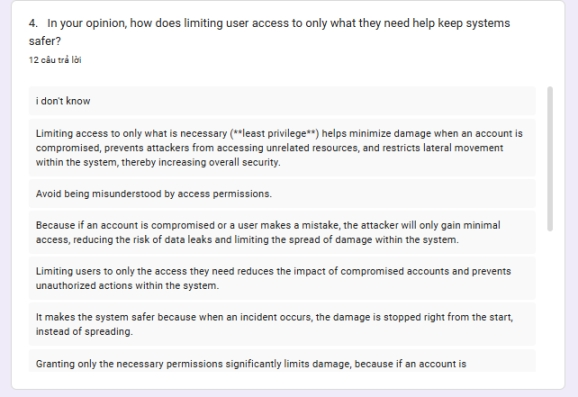 4. In your opinion, how does limiting user access to only what they need help keep systems
safer?
12 câu trả lời
i don't know
Limiting access to only what is necessary (**least privilege**) helps minimize damage when an account is
compromised, prevents attackers from accessing unrelated resources, and restricts lateral movement
within the system, thereby increasing overall security.
Avoid being misunderstood by access permissions.
Because if an account is compromised or a user makes a mistake, the attacker will only gain minimal
access, reducing the risk of data leaks and limiting the spread of damage within the system.
Limiting users to only the access they need reduces the impact of compromised accounts and prevents
unauthorized actions within the system.
It makes the system safer because when an incident occurs, the damage is stopped right from the start,
instead of spreading.
Granting only the necessary permissions significantly limits damage, because if an account is